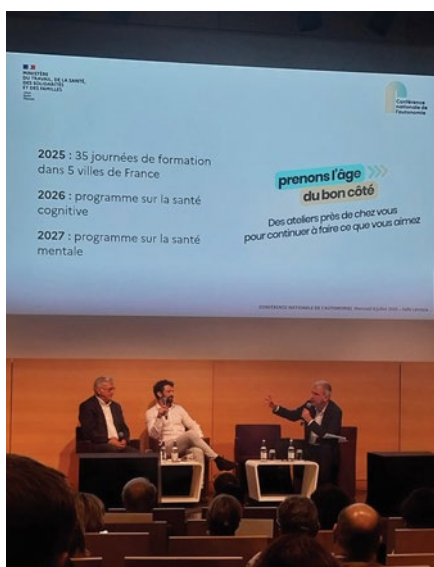 MINISTÈRE
DU TRAVAIL, DE LA SANTÉ,
DES SOLIDARITÉS
ET DES FAMILLES
Conférence
nationale de
l'autonomie
2025 : 35 journées de formation
dans 5 villes de France
2026 : programme sur la santé
cognitive
2027 : programme sur la santé
mentale
prenons l'âge
du bon côté
Des ateliers près de chez vous
pour continuer à faire ce que vous aimez
CONFÉRENCE NATIONALE DE L'AUTONOMIE